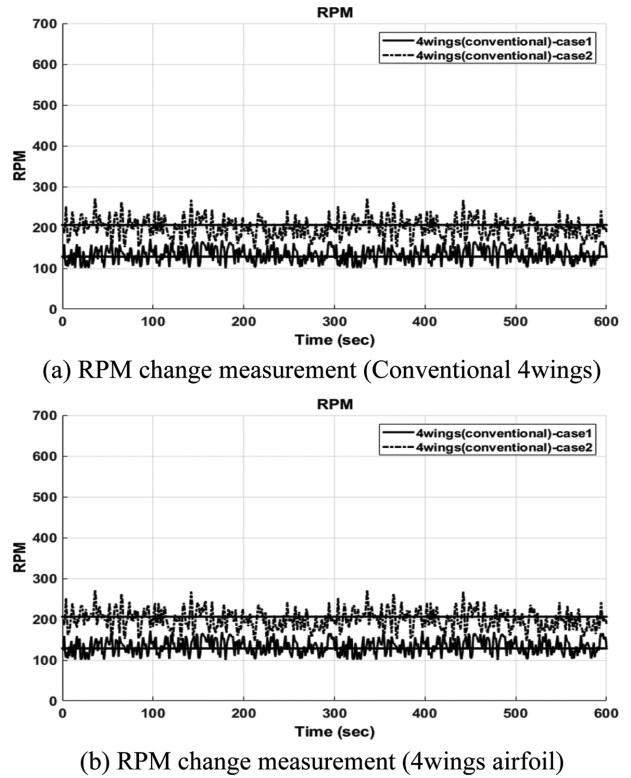 RPM
700
4wings(conventional)-case1
4wings(conventional)-case2
600
500
400
300
200
100
0
RPM
0 100 200 300 400 500 600
Time (sec)
(a) RPM change measurement (Conventional 4wings)
RPM
700
4wings(conventional)-case1
4wings(conventional)-case2
600
500
400
300
200
100
0
RPM
0 100 200 300 400 500 600
Time (sec)
(b) RPM change measurement (4wings airfoil)